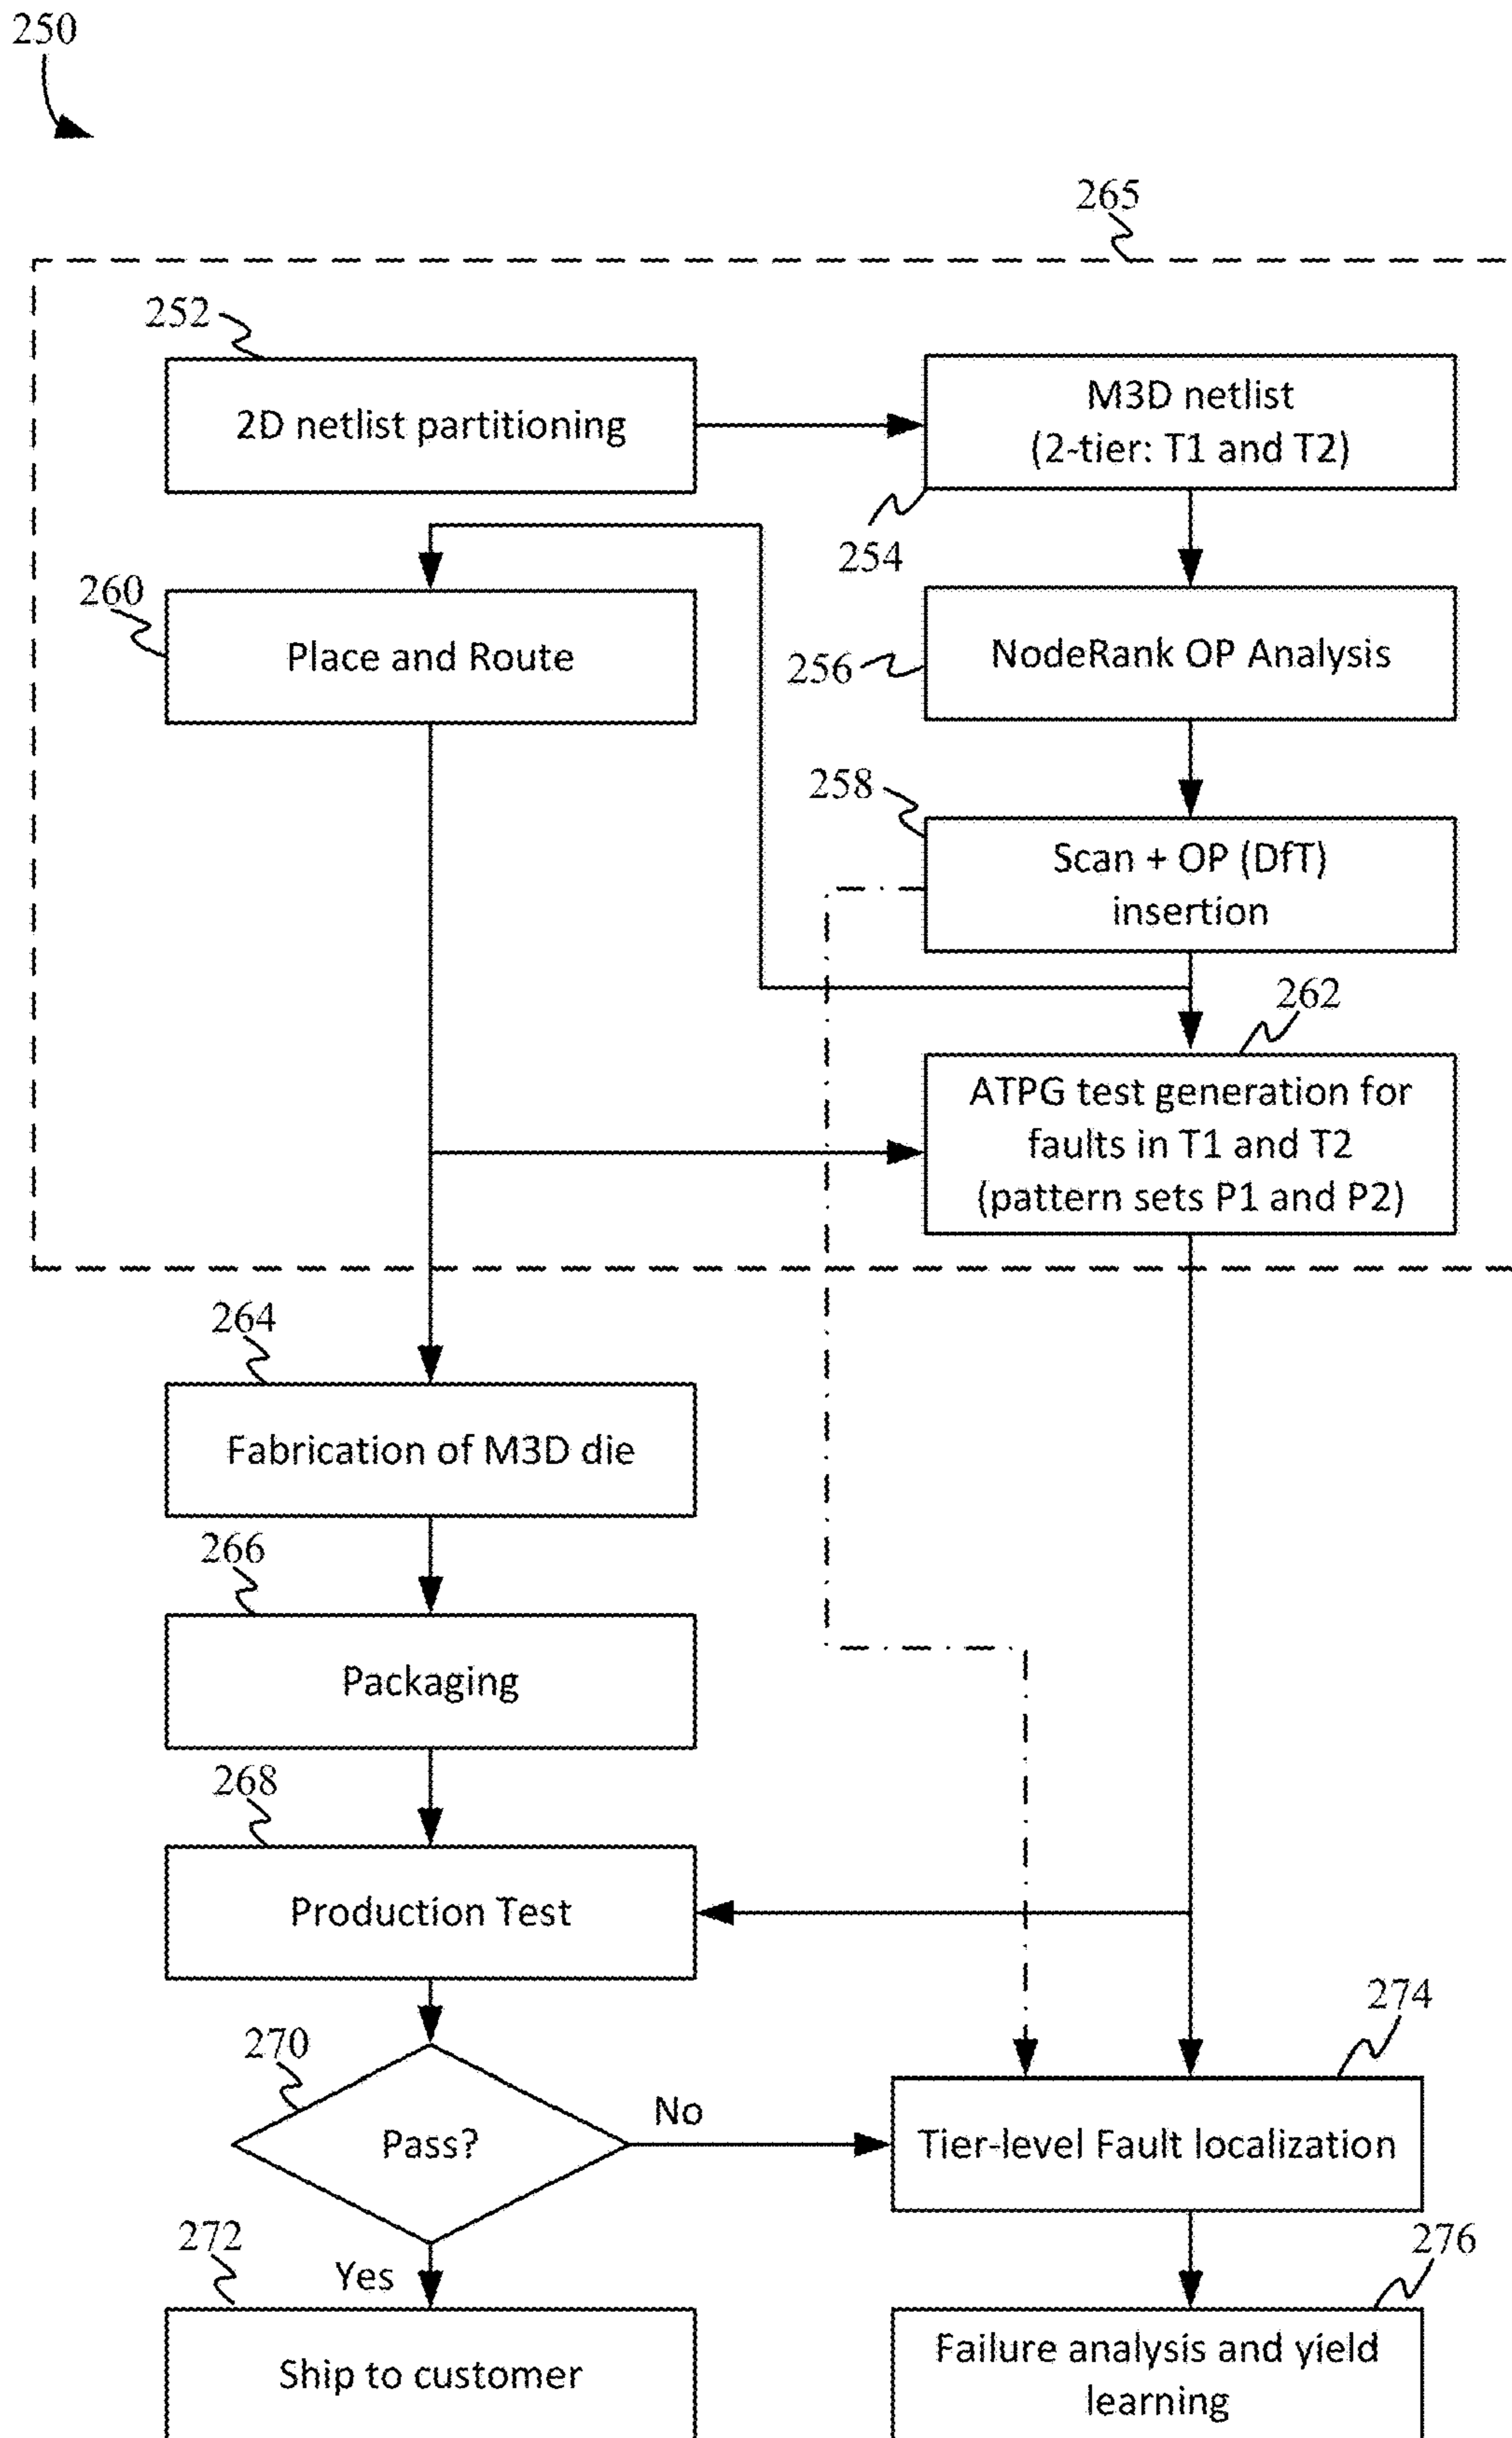 250
265
252
2D netlist partitioning
M3D netlist
(2-tier: T1 and T2)
254
260
Place and Route
256
NodeRank OP Analysis
258
Scan + OP (DfT)
insertion
262
ATPG test generation for
faults in T1 and T2
(pattern sets P1 and P2)
264
Fabrication of M3D die
266
Packaging
268
Production Test
270
Pass?
No
274
Tier-level Fault localization
272
Yes
Ship to customer
276
Failure analysis and yield
learning